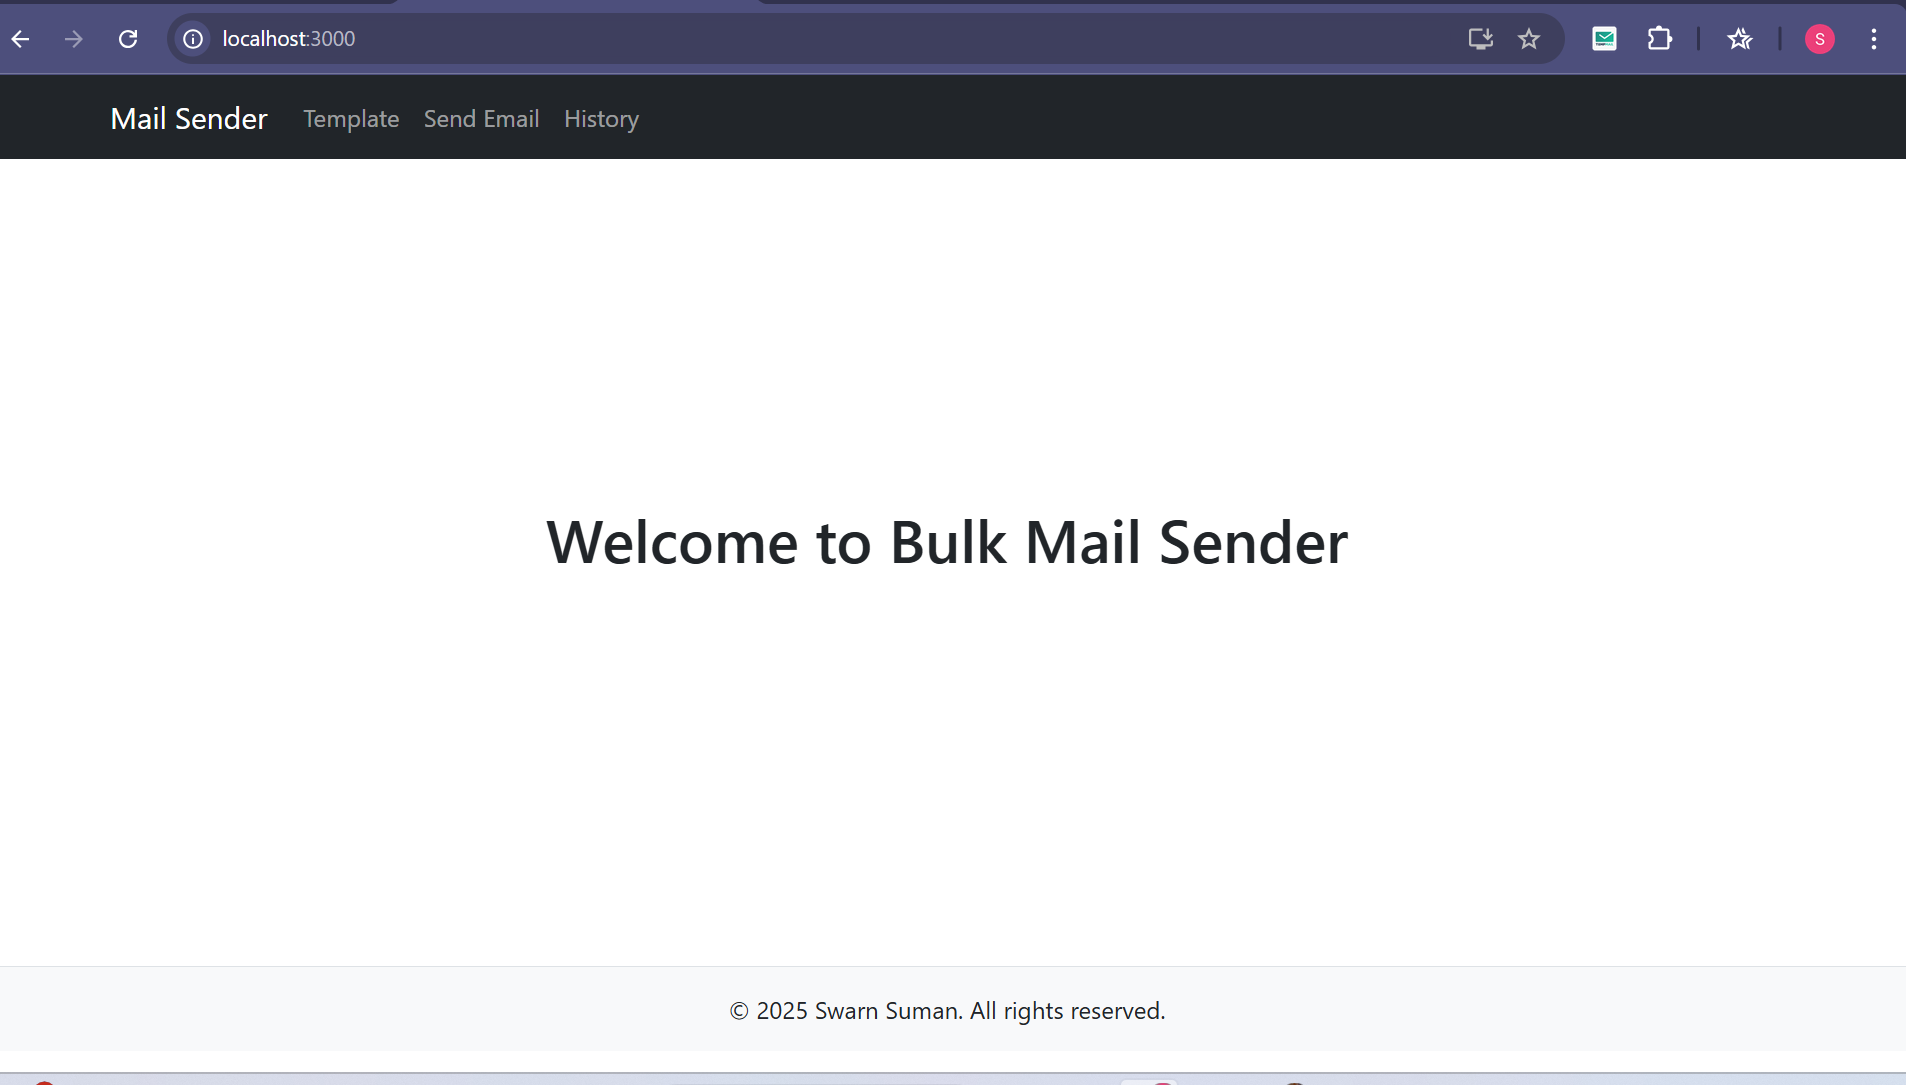 localhost:3000
S
Mail Sender Template Send Email History
Welcome to Bulk Mail Sender
© 2025 Swarn Suman. All rights reserved.